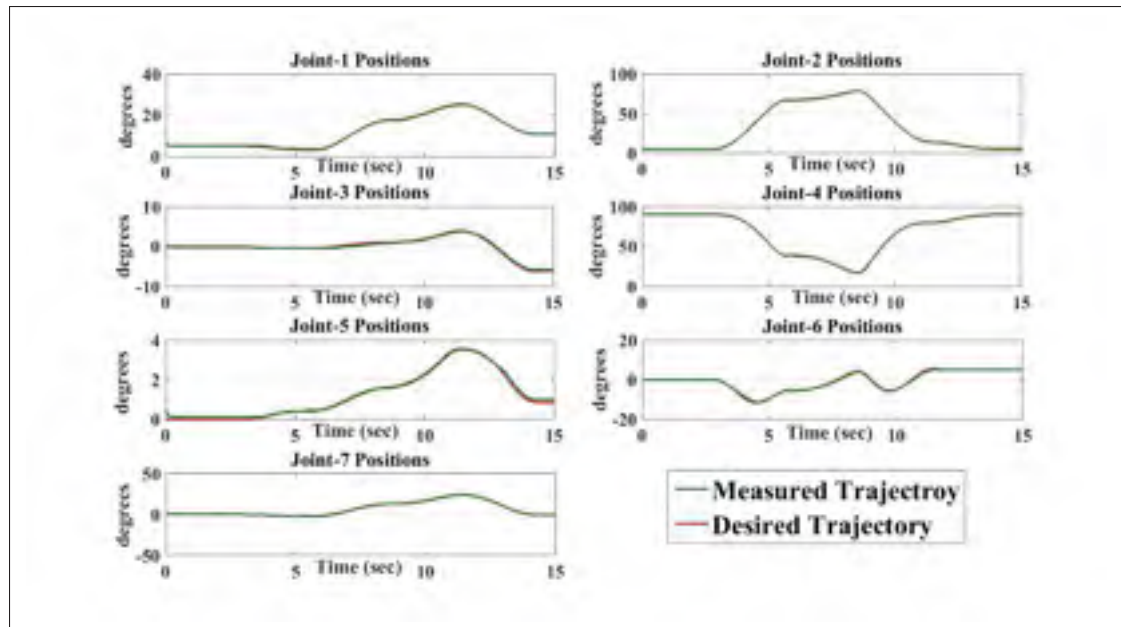 Joint-1 Positions
40
20
0
degrees
0 5 10 15
Time (sec)
Joint-2 Positions
100
50
0
degrees
0 5 10 15
Time (sec)
Joint-3 Positions
10
0
-10
degrees
0 5 10 15
Time (sec)
Joint-4 Positions
100
50
0
degrees
0 5 10 15
Time (sec)
Joint-5 Positions
4
2
0
degrees
0 5 10 15
Time (sec)
Joint-6 Positions
20
0
-20
degrees
0 5 10 15
Time (sec)
Joint-7 Positions
50
0
-50
degrees
0 5 10 15
Time (sec)
Measured Trajectroy
Desired Trajectory